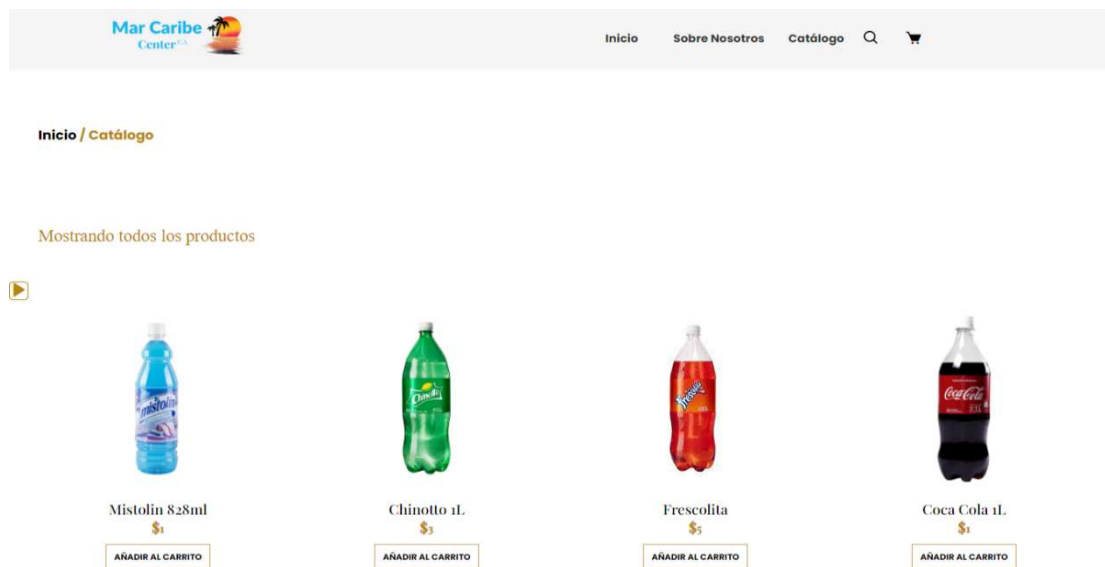 Mar Caribe
Center CA
Inicio Sobre Nosotros Catálogo
Inicio / Catálogo
Mostrando todos los productos
mistolin
Chinotto
Frescolita
Coca-Cola
Mistolin 828ml Chinotto 1L Frescolita Coca Cola 1L
$1 $3 $5 $1
AÑADIR AL CARRITO AÑADIR AL CARRITO AÑADIR AL CARRITO AÑADIR AL CARRITO